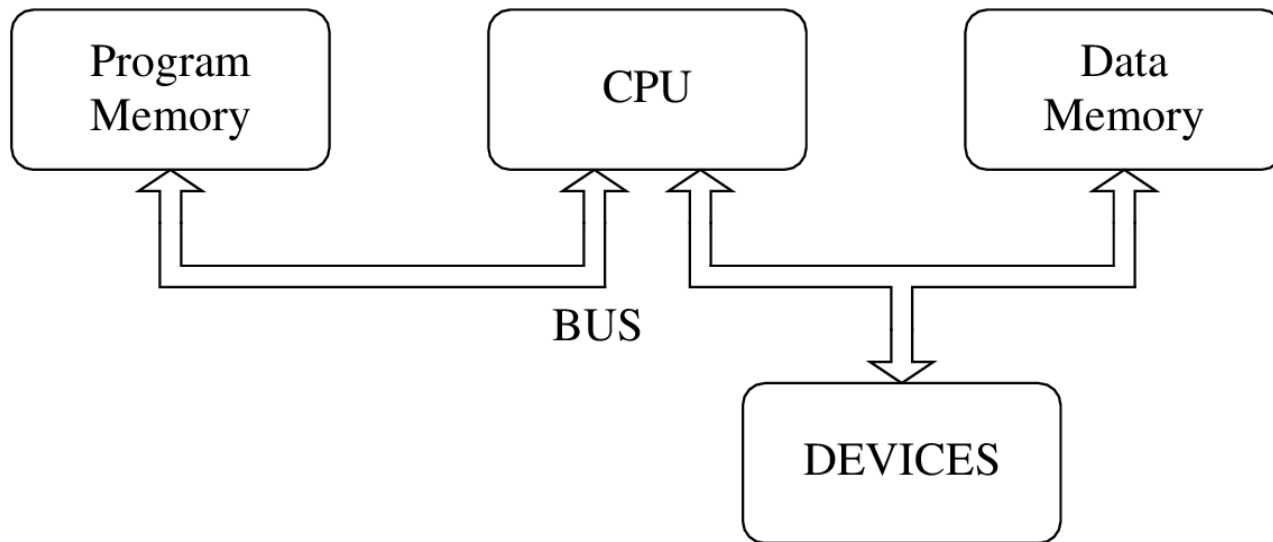 Program
Memory
CPU
Data
Memory
BUS
DEVICES